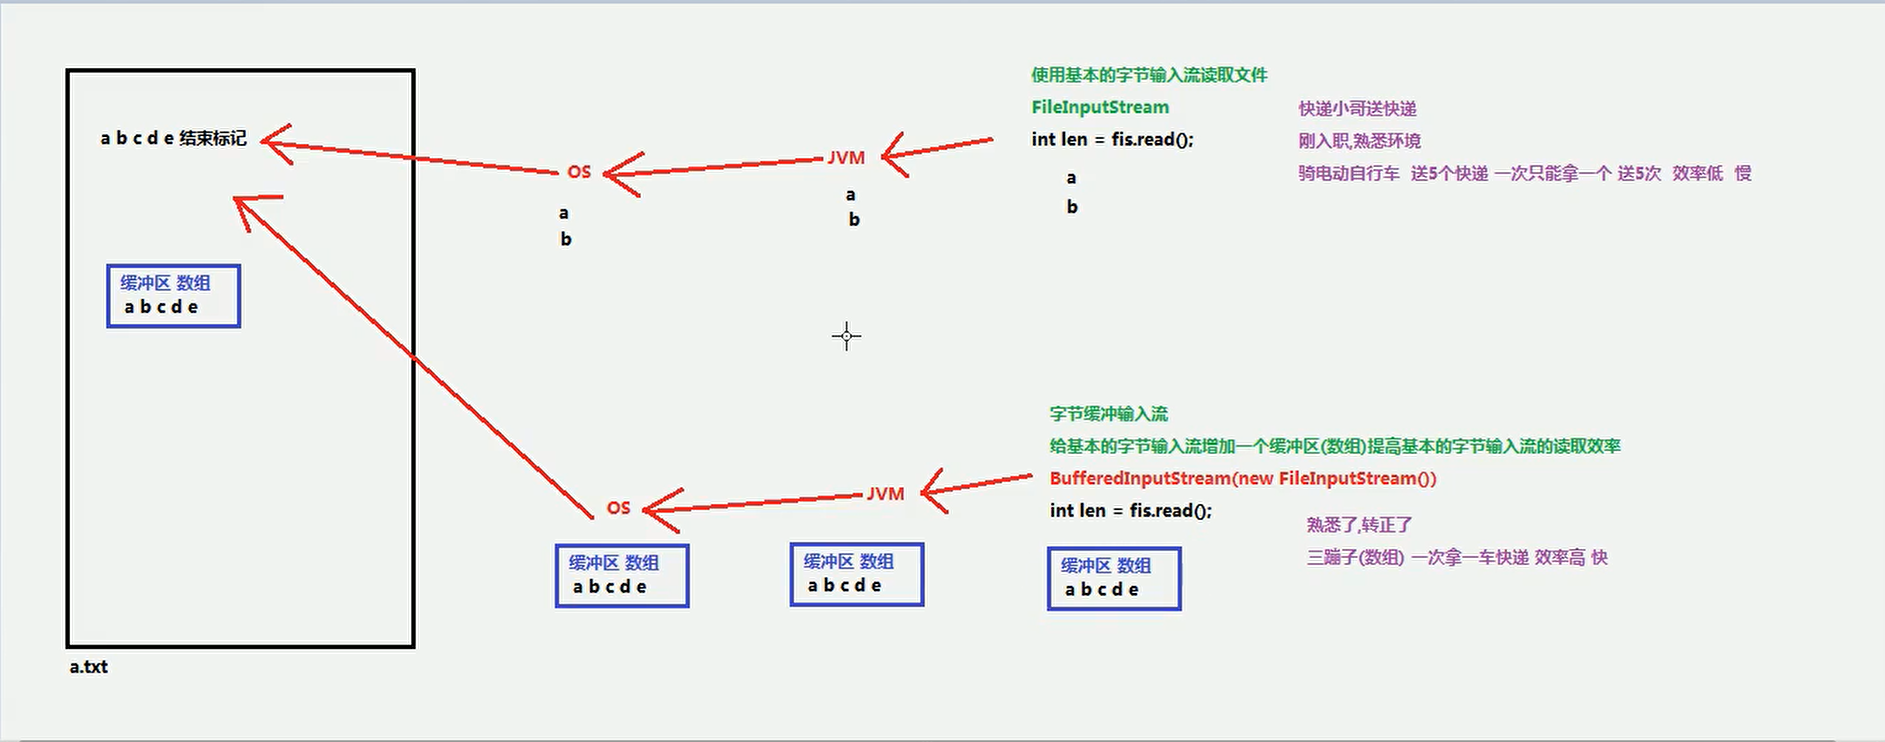 a b c d e 结束标记
缓冲区 数组
a b c d e
a.txt
使用基本的字节输入流读取文件
FileInputStream
int len = fis.read();
a
b
快递小哥送快递
刚入职,熟悉环境
骑电动自行车 送5个快递 一次只能拿一个 送5次 效率低 慢
JVM
a
b
OS
a
b
字节缓冲输入流
给基本的字节输入流增加一个缓冲区(数组)提高基本的字节输入流的读取效率
BufferedInputStream(new FileInputStream())
int len = fis.read();
熟悉了,转正了
三蹦子(数组) 一次拿一车快递 效率高 快
OS
JVM
缓冲区 数组
a b c d e
缓冲区 数组
a b c d e
缓冲区 数组
a b c d e